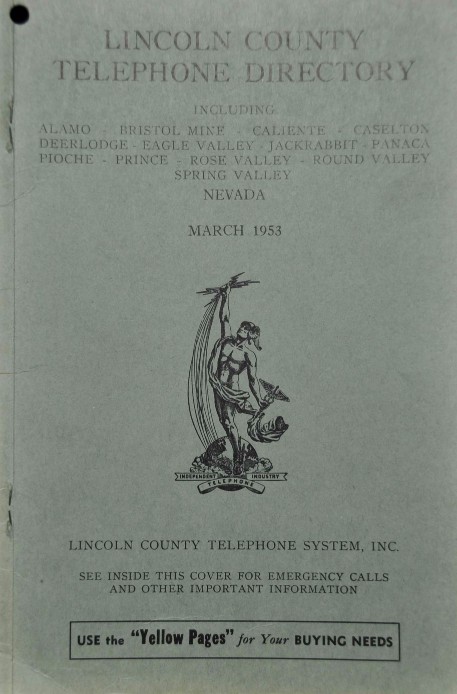 LINCOLN COUNTY
TELEPHONE DIRECTORY
INCLUDING
ALAMO - BRISTOL MINE - CALIENTE - CASELTON
DEERLODGE - EAGLE VALLEY - JACKRABBIT - PANACA
PIOCHE - PRINCE - ROSE VALLEY - ROUND VALLEY
SPRING VALLEY
NEVADA
MARCH 1953
INDEPENDENT INDUSTRY
TELEPHONE
LINCOLN COUNTY TELEPHONE SYSTEM, INC.
SEE INSIDE THIS COVER FOR EMERGENCY CALLS
AND OTHER IMPORTANT INFORMATION
USE the "Yellow Pages" for Your BUYING NEEDS